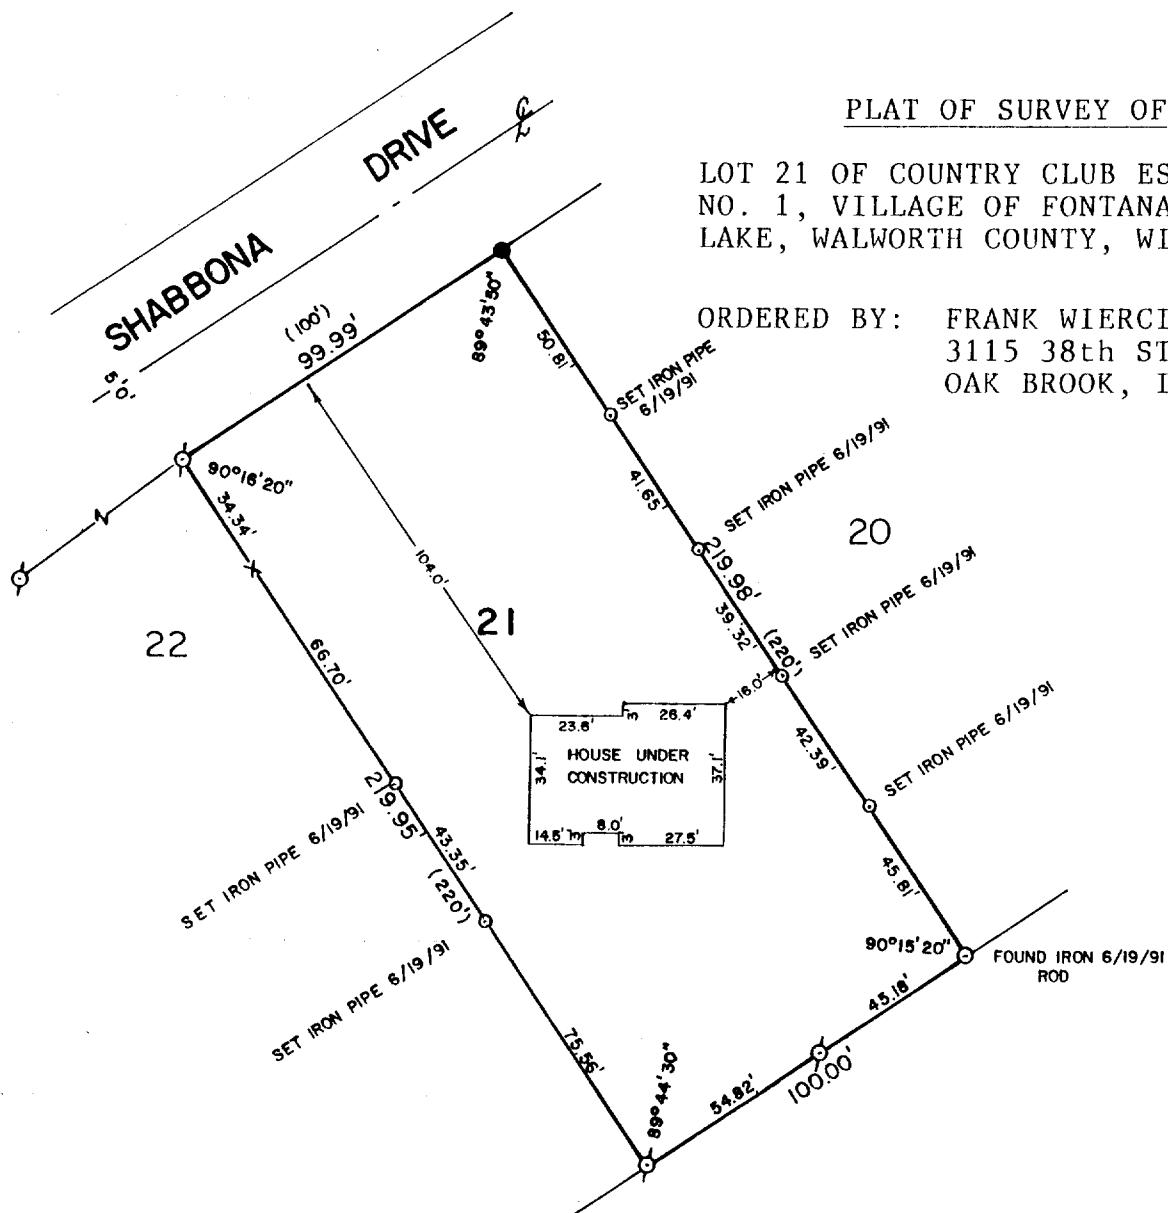 PLAT OF SURVEY OF
LOT 21 OF COUNTRY CLUB ES
NO. 1, VILLAGE OF FONTANA
LAKE, WALWORTH COUNTY, WI
ORDERED BY: FRANK WIERCI
3115 38th ST
OAK BROOK, I
SHABBONA DRIVE
(100')
99.99'
89°43'50"
90°16'20"
50.81'
SET IRON PIPE
6/19/91
41.65'
SET IRON PIPE 6/19/91
219.98'
20
39.32'
(220')
SET IRON PIPE 6/19/91
34.34'
104.0'
21
22
66.70'
16.0'
23.6'
3'
26.4'
34.1'
HOUSE UNDER
CONSTRUCTION
37.1'
14.5'
3'
8.0'
3'
27.5'
42.39'
SET IRON PIPE 6/19/91
219.95'
43.35'
(220')
SET IRON PIPE 6/19/91
SET IRON PIPE 6/19/91
45.81'
90°15'20"
FOUND IRON 6/19/91
ROD
45.18'
75.56'
89°44'30"
54.82'
100.00'